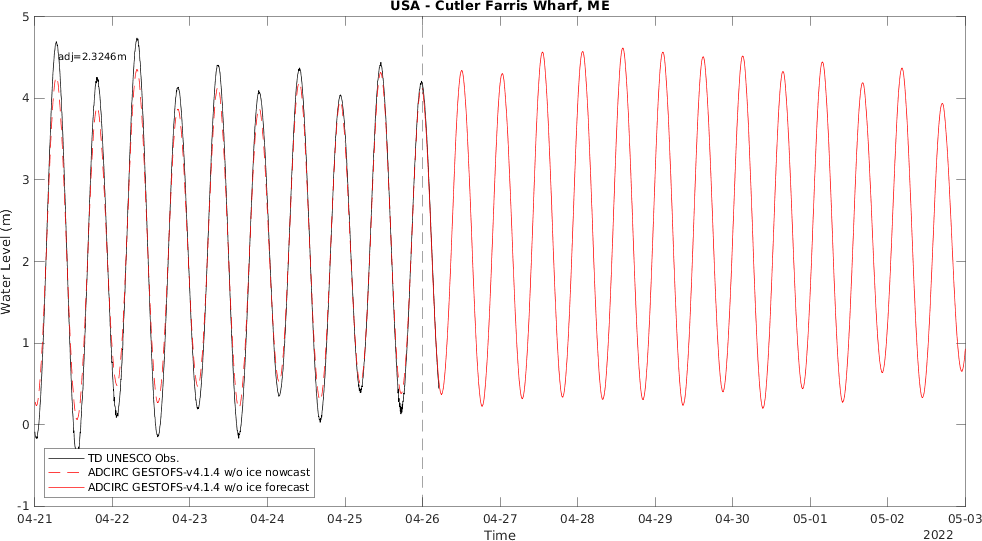 USA - Cutler Farris Wharf, ME
5
adj=2.3246m
4
3
Water Level (m)
2
1
0
TD UNESCO Obs.
ADCIRC GESTOFS-v4.1.4 w/o ice nowcast
ADCIRC GESTOFS-v4.1.4 w/o ice forecast
-1
04-21 04-22 04-23 04-24 04-25 04-26 04-27 04-28 04-29 04-30 05-01 05-02 05-03
Time
2022